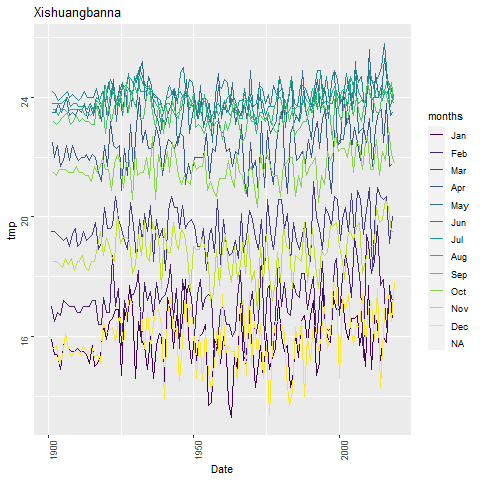 Xishuangbanna
tmp
24
20
16
1900
1950
2000
Date
months
Jan
Feb
Mar
Apr
May
Jun
Jul
Aug
Sep
Oct
Nov
Dec
NA